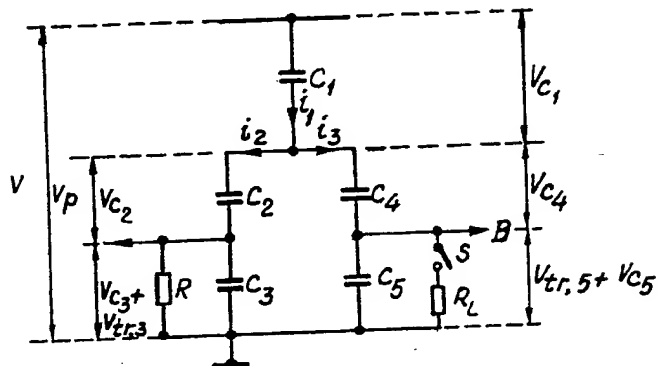 C1
i1
VC1
i2
i3
V
Vp
VC2
C2
C4
VC4
B
S
VC3+
Vtr,3
R
C3
C5
RL
Vtr,5 + VC5